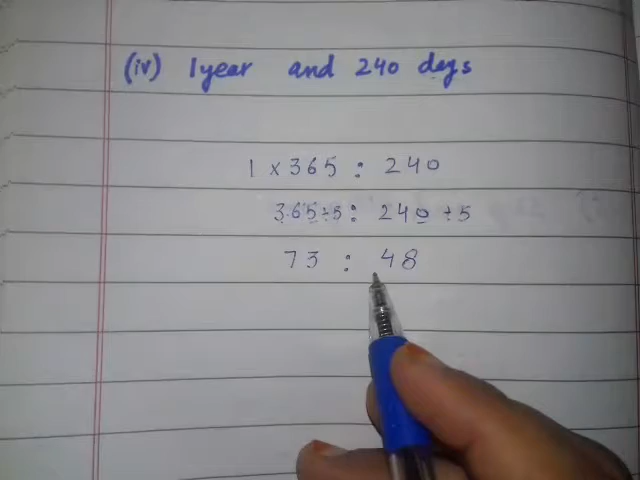 (iv) 1year and 240 days
1 × 365 : 240
365÷5 : 240 ÷5
73 : 48